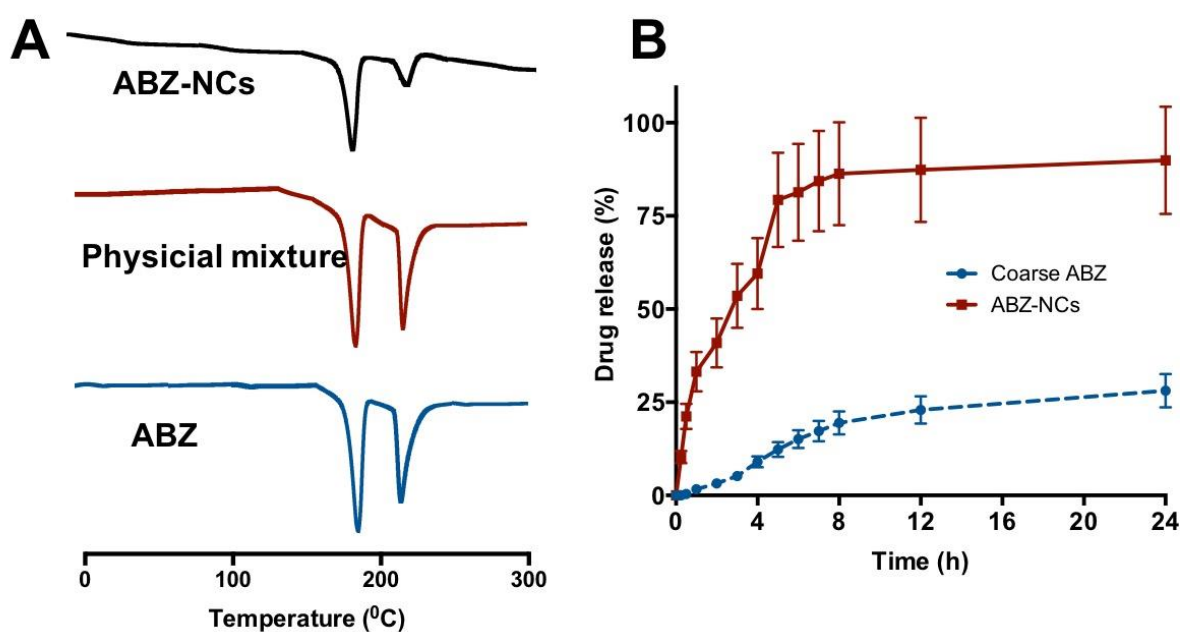 A
ABZ-NCs
Physicial mixture
ABZ
0 100 200 300
Temperature (⁰C)
B
100
75
50
25
0
Drug release (%)
Coarse ABZ
ABZ-NCs
0 4 8 12 16 20 24
Time (h)